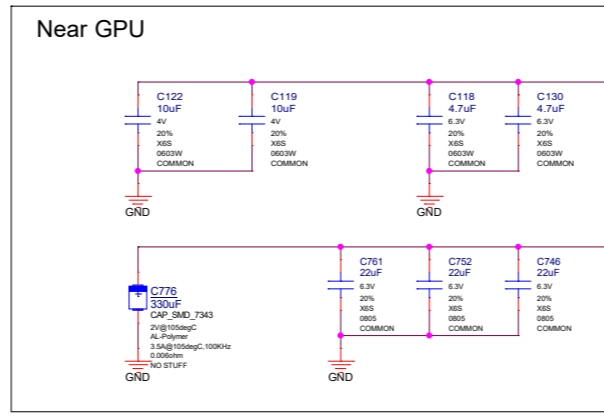 Near GPU
C122
10uF
4V
20%
X6S
0603W
COMMON
C119
10uF
4V
20%
X6S
0603W
COMMON
C118
4.7uF
6.3V
20%
X6S
0603W
COMMON
C130
4.7uF
6.3V
20%
X6S
0603W
COMMON
GND
GND
C776
330uF
CAP_SMD_7343
2V@105degC
AL-Polymer
3.5A@105degC,100KHz
0.006ohm
NO STUFF
C761
22uF
6.3V
20%
X6S
0805
COMMON
C752
22uF
6.3V
20%
X6S
0805
COMMON
C746
22uF
6.3V
20%
X6S
0805
COMMON
GND
GND